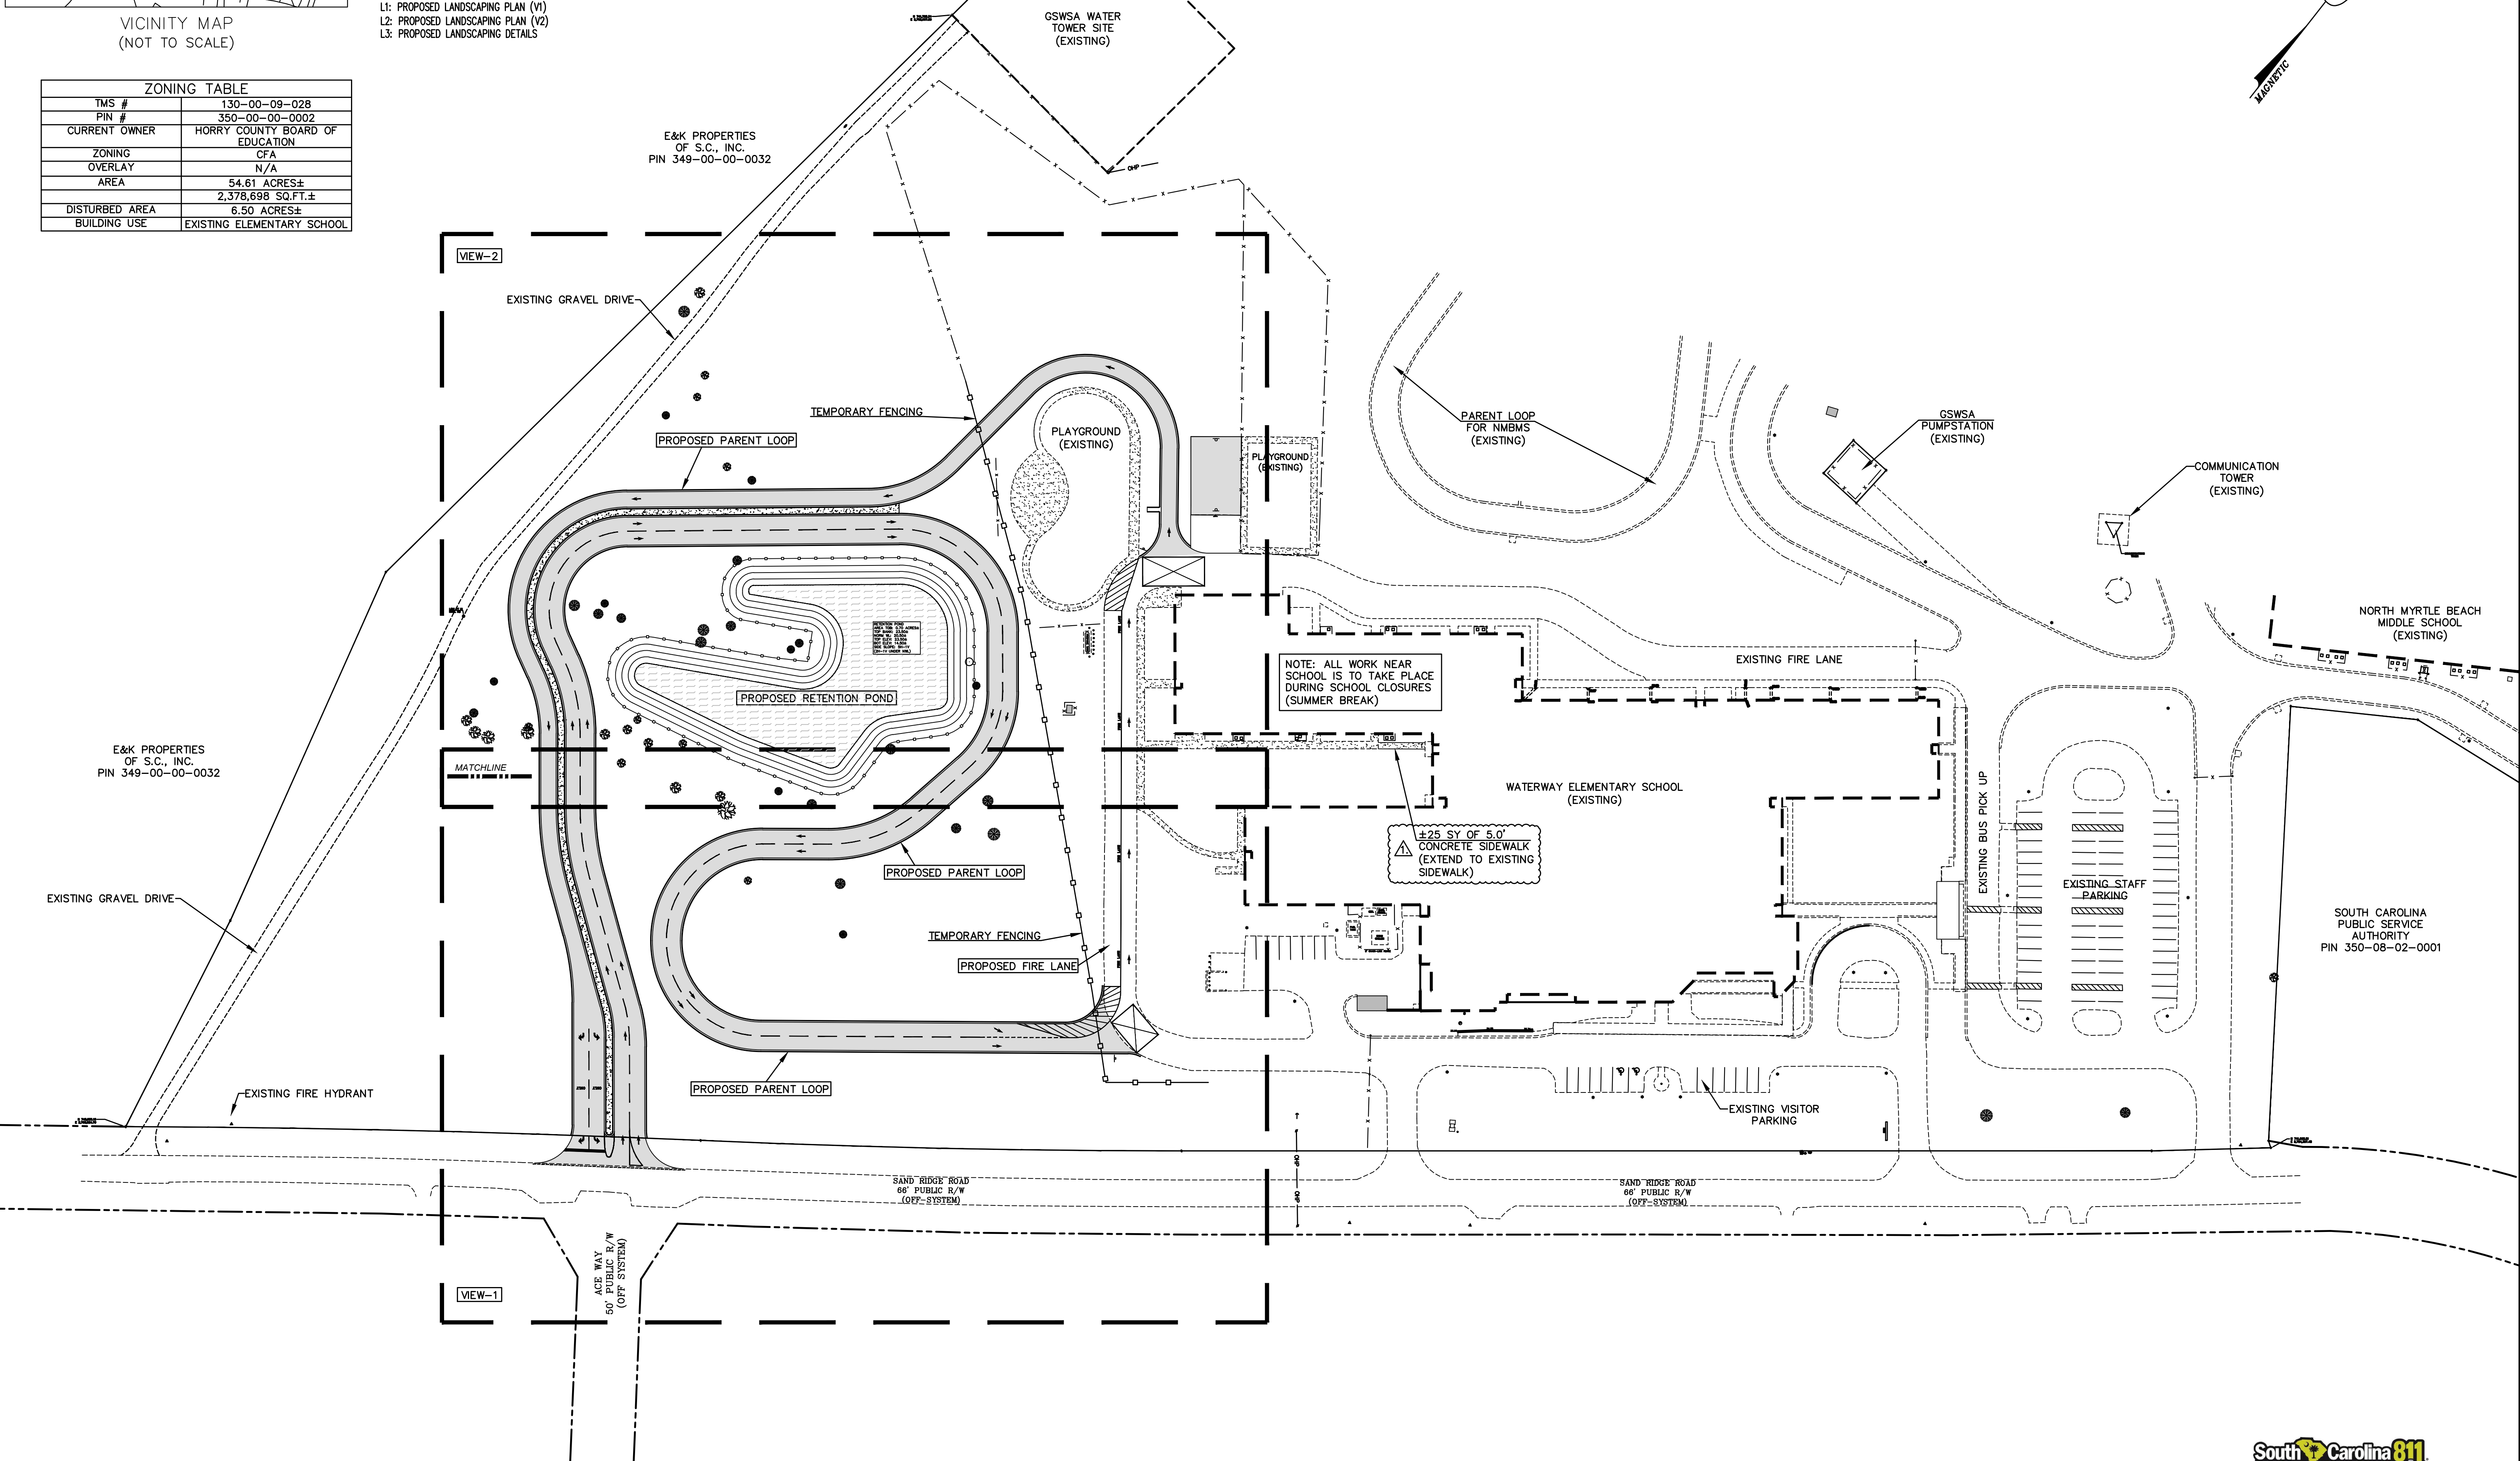 VICINITY MAP
(NOT TO SCALE)
L1: PROPOSED LANDSCAPING PLAN (V1)
L2: PROPOSED LANDSCAPING PLAN (V2)
L3: PROPOSED LANDSCAPING DETAILS
ZONING TABLE
TMS # 130-00-09-028
PIN # 350-00-00-0002
CURRENT OWNER HORRY COUNTY BOARD OF
EDUCATION
ZONING CFA
OVERLAY N/A
AREA 54.61 ACRES±
2,378,698 SQ.FT.±
DISTURBED AREA 6.50 ACRES±
BUILDING USE EXISTING ELEMENTARY SCHOOL
GSWSA WATER
TOWER SITE
(EXISTING)
MAGNETIC
E&K PROPERTIES
OF S.C., INC.
PIN 349-00-00-0032
OHP
VIEW-2
EXISTING GRAVEL DRIVE
TEMPORARY FENCING
PROPOSED PARENT LOOP
PLAYGROUND
(EXISTING)
PLAYGROUND
(EXISTING)
PARENT LOOP
FOR NMBMS
(EXISTING)
GSWSA
PUMPSTATION
(EXISTING)
COMMUNICATION
TOWER
(EXISTING)
NORTH MYRTLE BEACH
MIDDLE SCHOOL
(EXISTING)
RETENTION POND
PROPOSED RETENTION POND
NOTE: ALL WORK NEAR
SCHOOL IS TO TAKE PLACE
DURING SCHOOL CLOSURES
(SUMMER BREAK)
EXISTING FIRE LANE
E&K PROPERTIES
OF S.C., INC.
PIN 349-00-00-0032
MATCHLINE
WATERWAY ELEMENTARY SCHOOL
(EXISTING)
EXISTING BUS PICK UP
1
±25 SY OF 5.0'
CONCRETE SIDEWALK
(EXTEND TO EXISTING
SIDEWALK)
PROPOSED PARENT LOOP
EXISTING STAFF
PARKING
EXISTING GRAVEL DRIVE
TEMPORARY FENCING
PROPOSED FIRE LANE
SOUTH CAROLINA
PUBLIC SERVICE
AUTHORITY
PIN 350-08-02-0001
PROPOSED PARENT LOOP
EXISTING FIRE HYDRANT
EXISTING VISITOR
PARKING
OHP
OHP
SAND RIDGE ROAD
66' PUBLIC R/W
(OFF-SYSTEM)
SAND RIDGE ROAD
66' PUBLIC R/W
(OFF-SYSTEM)
ACE WAY
50' PUBLIC R/W
(OFF SYSTEM)
VIEW-1
South Carolina 811